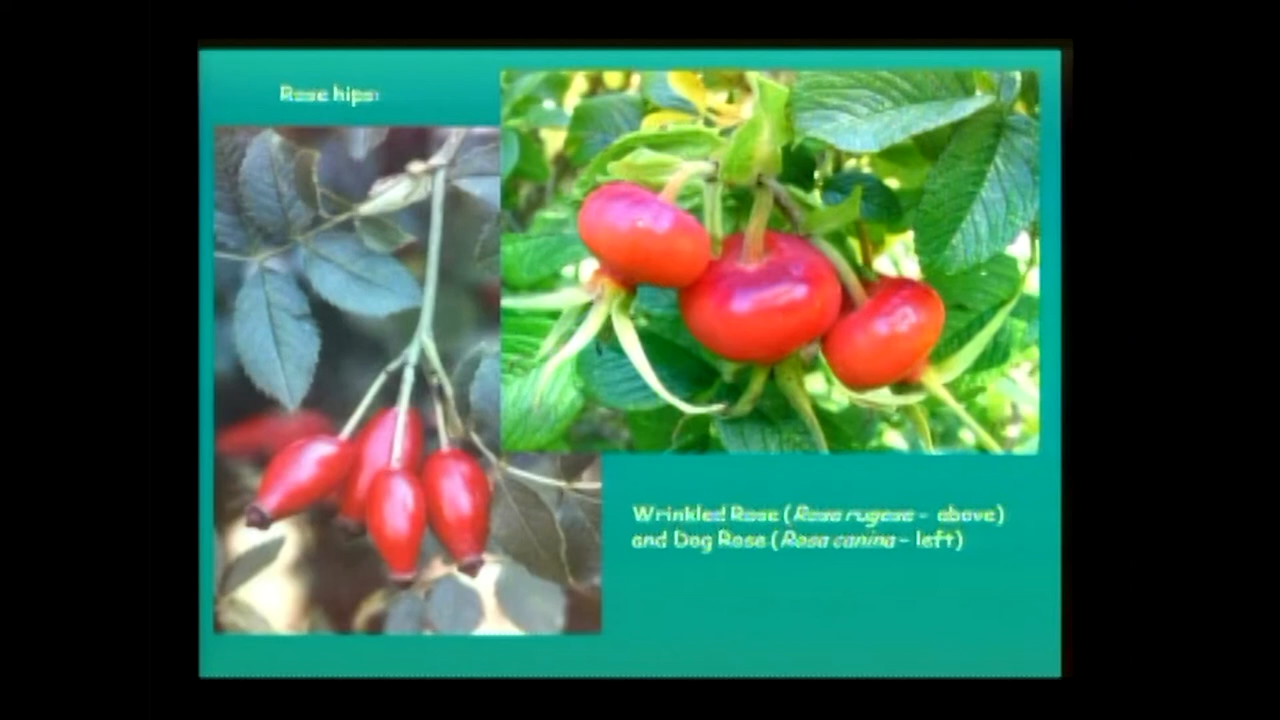 Rose hips:
Wrinkled Rose (Rosa rugosa - above)
and Dog Rose (Rosa canina - left)